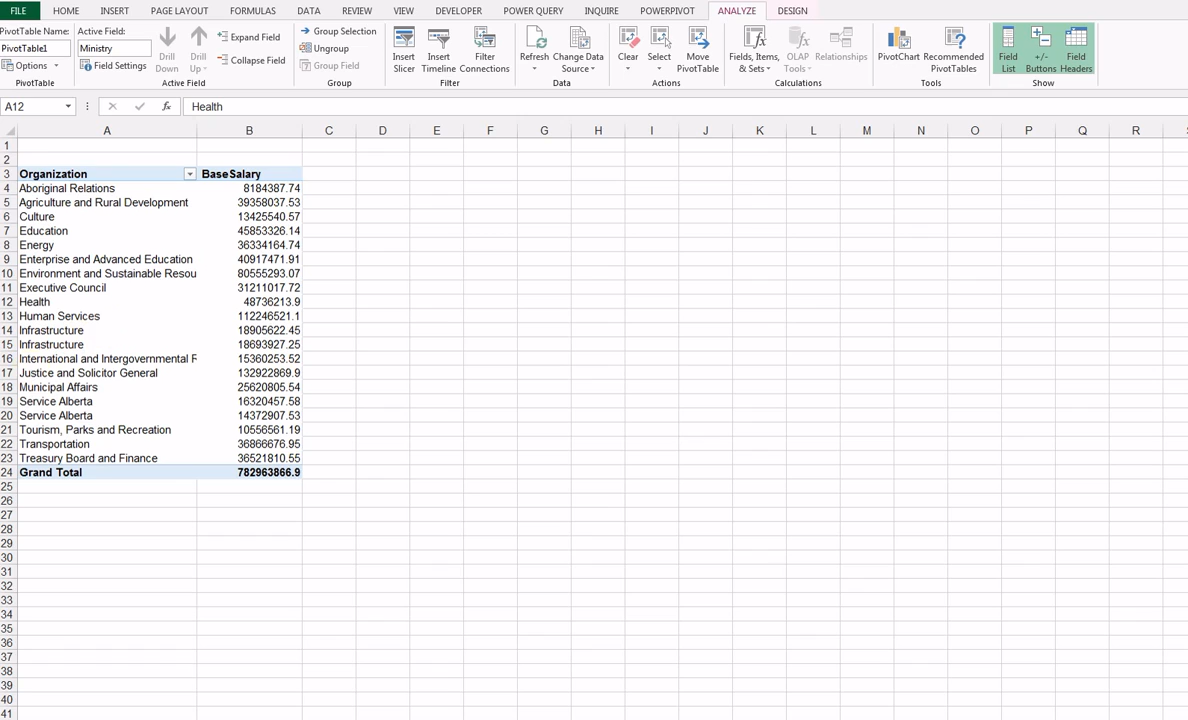 FILE HOME INSERT PAGE LAYOUT FORMULAS DATA REVIEW VIEW DEVELOPER POWER QUERY INQUIRE POWERPIVOT ANALYZE DESIGN
PivotTable Name: Active Field:
PivotTable1 Ministry
Options Field Settings
PivotTable
Drill Down
Drill Up
Expand Field
Collapse Field
Active Field
Group Selection
Ungroup
Group Field
Group
Insert Slicer
Insert Timeline
Filter Connections
Filter
Refresh
Change Data Source
Data
Clear
Select
Move PivotTable
Actions
Fields, Items, & Sets
OLAP Tools
Relationships
Calculations
PivotChart
Recommended PivotTables
Tools
Field List
+/- Buttons
Field Headers
Show
A12 fx Health
A B C D E F G H I J K L M N O P Q R
1
2
3 Organization BaseSalary
4 Aboriginal Relations 8184387.74
5 Agriculture and Rural Development 39358037.53
6 Culture 13425540.57
7 Education 45853326.14
8 Energy 36334164.74
9 Enterprise and Advanced Education 40917471.91
10 Environment and Sustainable Resou 80555293.07
11 Executive Council 31211017.72
12 Health 48736213.9
13 Human Services 112246521.1
14 Infrastructure 18905622.45
15 Infrastructure 18693927.25
16 International and Intergovernmental R 15360253.52
17 Justice and Solicitor General 132922869.9
18 Municipal Affairs 25620805.54
19 Service Alberta 16320457.58
20 Service Alberta 14372907.53
21 Tourism, Parks and Recreation 10556561.19
22 Transportation 36866676.95
23 Treasury Board and Finance 36521810.55
24 Grand Total 782963866.9
25
26
27
28
29
30
31
32
33
34
35
36
37
38
39
40
41